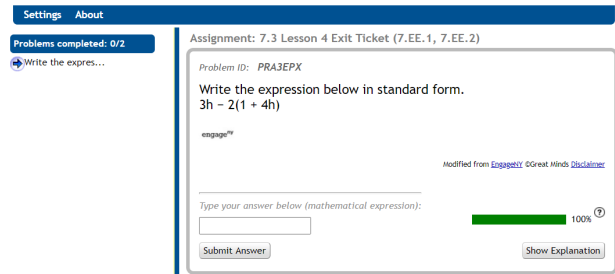 Settings About
Problems completed: 0/2
Write the expres...
Assignment: 7.3 Lesson 4 Exit Ticket (7.EE.1, 7.EE.2)
Problem ID: PRA3EPX
Write the expression below in standard form.
3h − 2(1 + 4h)
engageny
Modified from EngageNY ©Great Minds Disclaimer
Type your answer below (mathematical expression):
100%
?
Submit Answer
Show Explanation